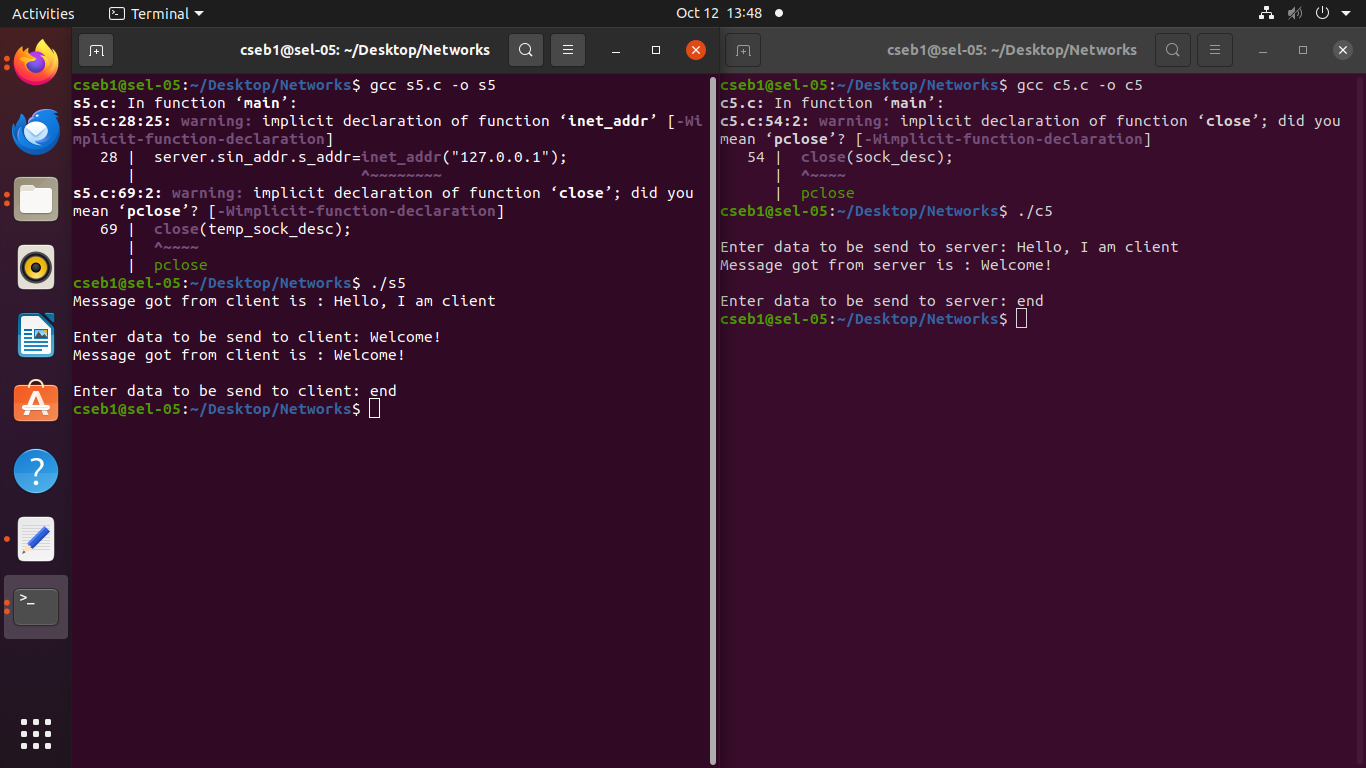 Activities
Terminal
Oct 12 13:48
cseb1@sel-05: ~/Desktop/Networks
cseb1@sel-05:~/Desktop/Networks$ gcc s5.c -o s5
s5.c: In function ‘main’:
s5.c:28:25: warning: implicit declaration of function ‘inet_addr’ [-Wi
mplicit-function-declaration]
   28 |  server.sin_addr.s_addr=inet_addr("127.0.0.1");
      |                         ^~~~~~~~~
s5.c:69:2: warning: implicit declaration of function ‘close’; did you
mean ‘pclose’? [-Wimplicit-function-declaration]
   69 |  close(temp_sock_desc);
      |  ^~~~~
      |  pclose
cseb1@sel-05:~/Desktop/Networks$ ./s5
Message got from client is : Hello, I am client
Enter data to be send to client: Welcome!
Message got from client is : Welcome!
Enter data to be send to client: end
cseb1@sel-05:~/Desktop/Networks$
cseb1@sel-05: ~/Desktop/Networks
cseb1@sel-05:~/Desktop/Networks$ gcc c5.c -o c5
c5.c: In function ‘main’:
c5.c:54:2: warning: implicit declaration of function ‘close’; did you
mean ‘pclose’? [-Wimplicit-function-declaration]
   54 |  close(sock_desc);
      |  ^~~~~
      |  pclose
cseb1@sel-05:~/Desktop/Networks$ ./c5
Enter data to be send to server: Hello, I am client
Message got from server is : Welcome!
Enter data to be send to server: end
cseb1@sel-05:~/Desktop/Networks$